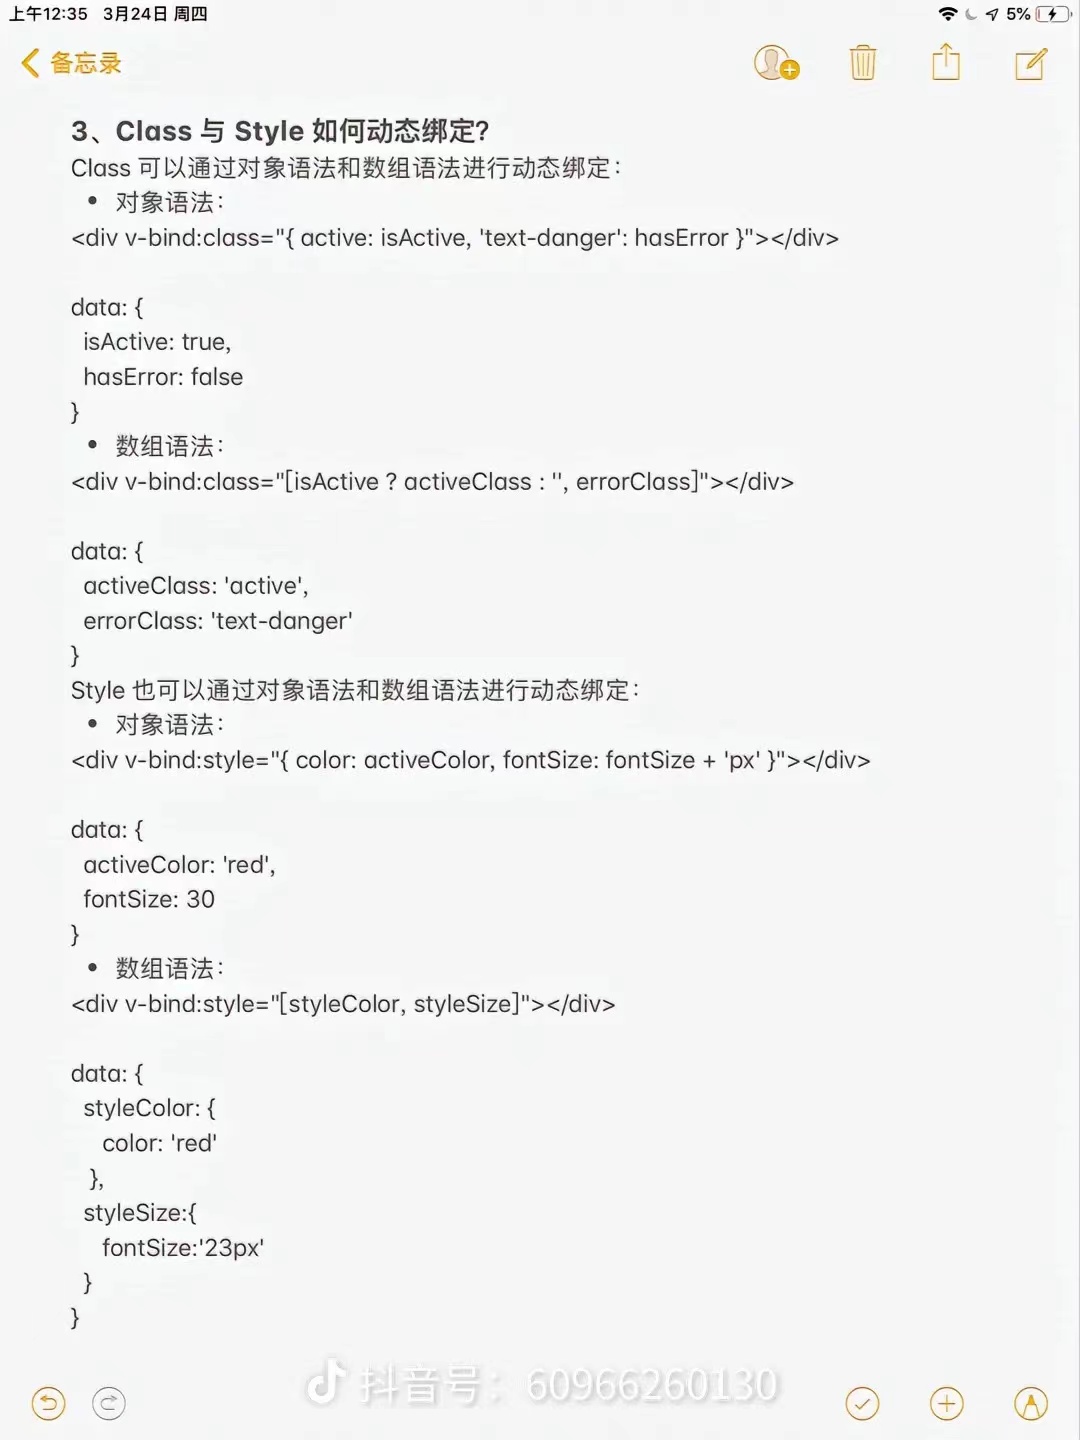 上午12:35 3月24日 周四 5%
备忘录
3、Class 与 Style 如何动态绑定?
Class 可以通过对象语法和数组语法进行动态绑定：
• 对象语法：
<div v-bind:class="{ active: isActive, 'text-danger': hasError }"></div>
data: {
isActive: true,
hasError: false
}
• 数组语法：
<div v-bind:class="[isActive ? activeClass : '', errorClass]"></div>
data: {
activeClass: 'active',
errorClass: 'text-danger'
}
Style 也可以通过对象语法和数组语法进行动态绑定：
• 对象语法：
<div v-bind:style="{ color: activeColor, fontSize: fontSize + 'px' }"></div>
data: {
activeColor: 'red',
fontSize: 30
}
• 数组语法：
<div v-bind:style="[styleColor, styleSize]"></div>
data: {
styleColor: {
color: 'red'
},
styleSize:{
fontSize:'23px'
}
}
抖音号：60966260130